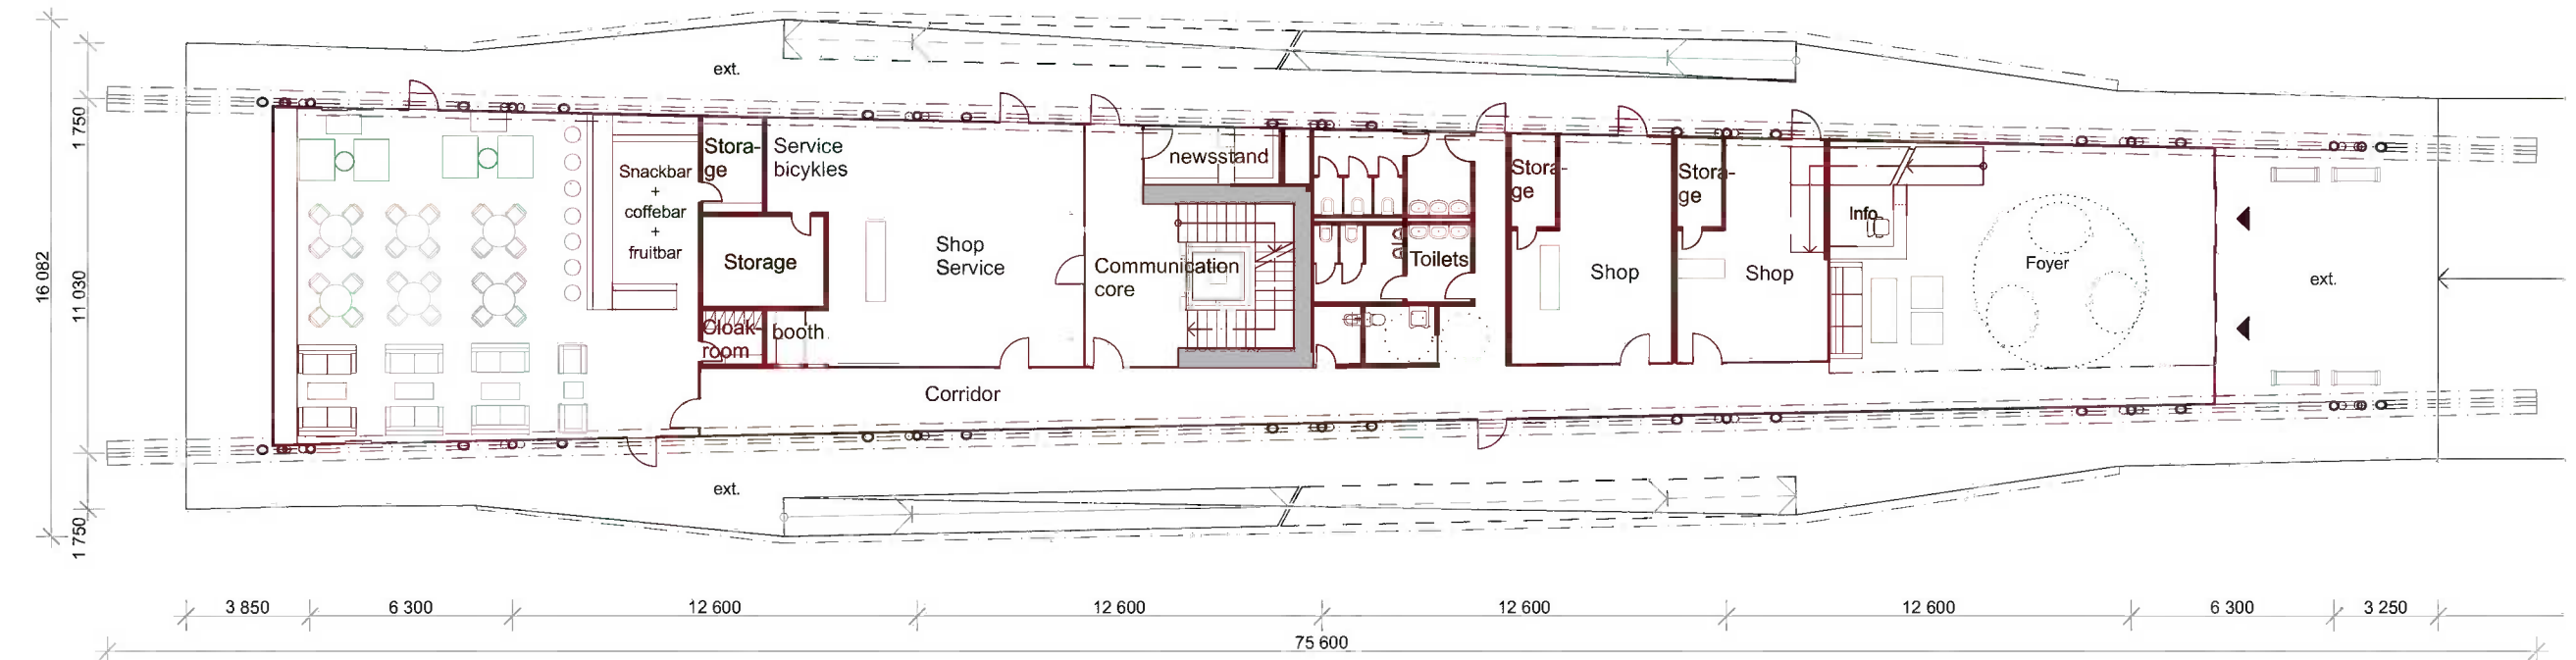 ext.
1 750
16 082
11 030
1 750
Stora-
ge
Service
bicykles
Snackbar
+
coffebar
+
fruitbar
Storage
Cloak-
room
booth
Shop
Service
newsstand
Communication
core
Toilets
Stora-
ge
Shop
Stora-
ge
Shop
Info
Foyer
ext.
Corridor
ext.
3 850
6 300
12 600
12 600
12 600
12 600
6 300
3 250
75 600